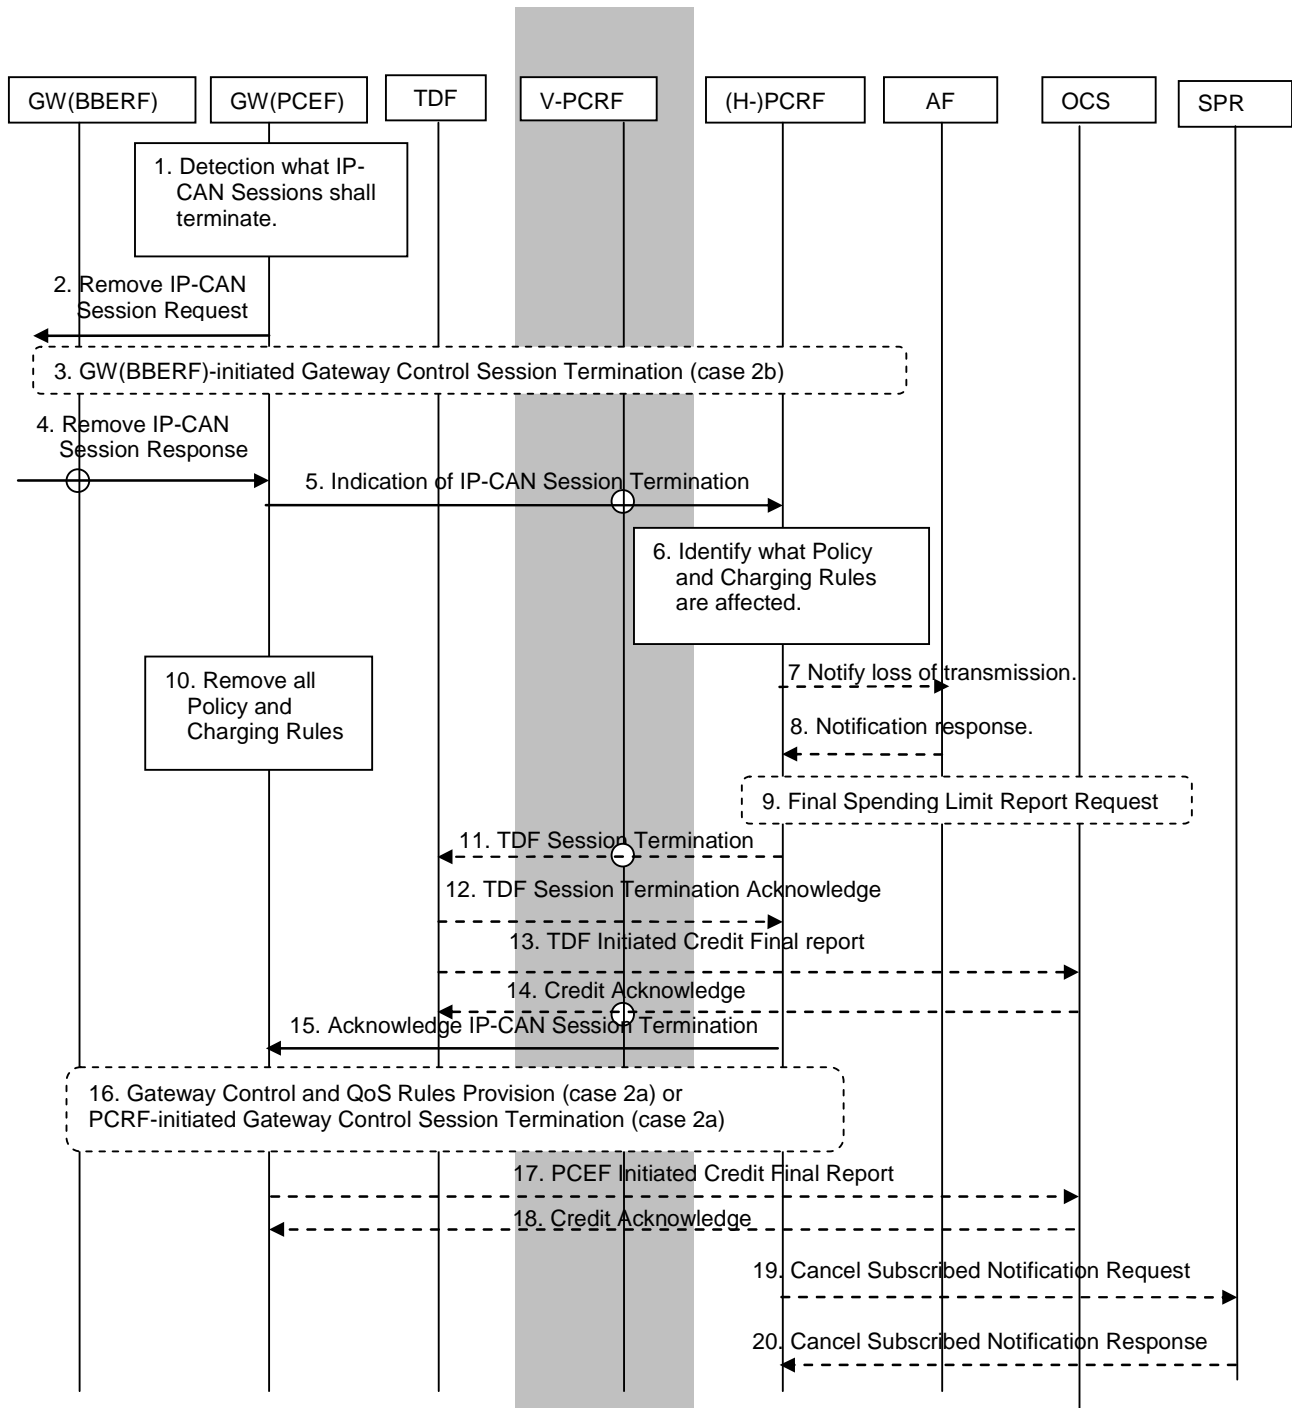 GW(BBERF)
GW(PCEF)
TDF
V-PCRF
(H-)PCRF
AF
OCS
SPR
1. Detection what IP-
CAN Sessions shall
terminate.
2. Remove IP-CAN
Session Request
3. GW(BBERF)-initiated Gateway Control Session Termination (case 2b)
4. Remove IP-CAN
Session Response
5. Indication of IP-CAN Session Termination
6. Identify what Policy
and Charging Rules
are affected.
7 Notify loss of transmission.
8. Notification response.
9. Final Spending Limit Report Request
10. Remove all
Policy and
Charging Rules
11. TDF Session Termination
12. TDF Session Termination Acknowledge
13. TDF Initiated Credit Final report
14. Credit Acknowledge
15. Acknowledge IP-CAN Session Termination
16. Gateway Control and QoS Rules Provision (case 2a) or
PCRF-initiated Gateway Control Session Termination (case 2a)
17. PCEF Initiated Credit Final Report
18. Credit Acknowledge
19. Cancel Subscribed Notification Request
20. Cancel Subscribed Notification Response